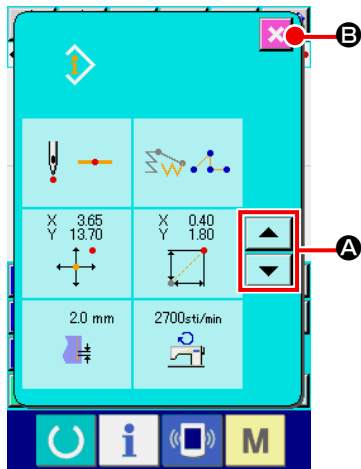 B
X 3.65
Y 13.70
X 0.40
Y 1.80
A
2.0 mm
2700sti/min
i
M